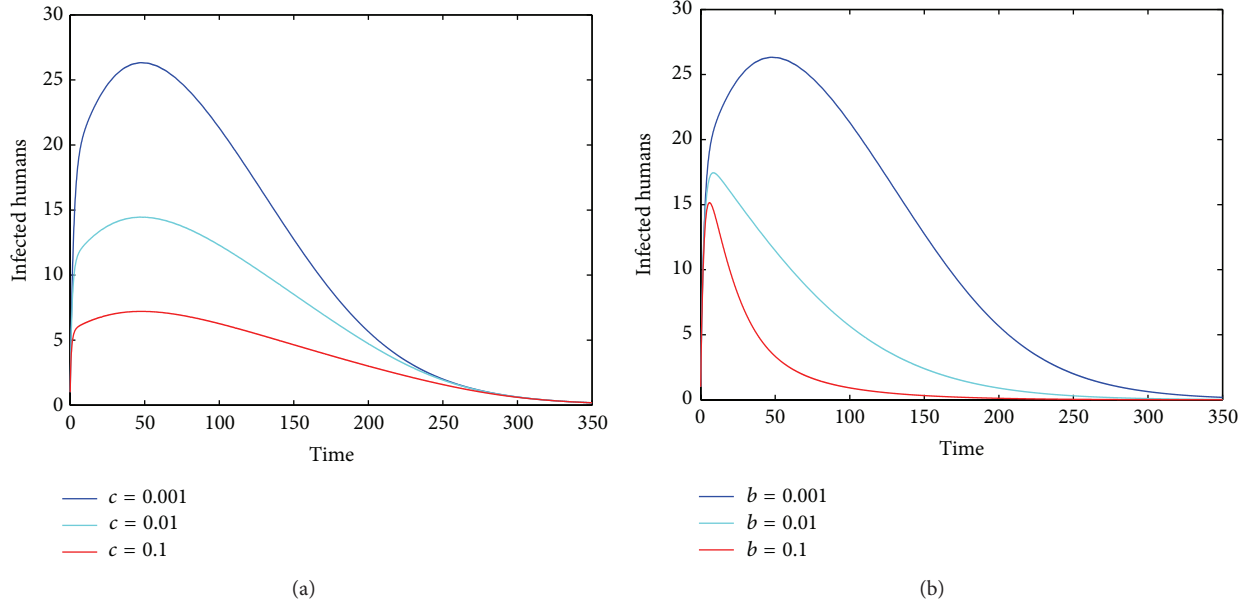 30
25
20
15
10
5
0
Infected humans
0 50 100 150 200 250 300 350
Time
c = 0.001
c = 0.01
c = 0.1
(a)
30
25
20
15
10
5
0
Infected humans
0 50 100 150 200 250 300 350
Time
b = 0.001
b = 0.01
b = 0.1
(b)